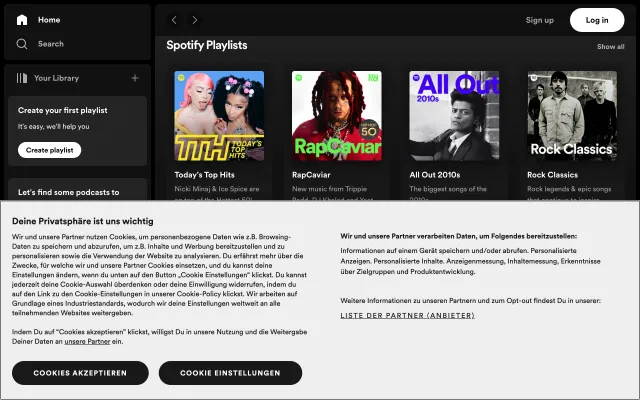 Home
Search
Your Library
Create your first playlist
It's easy, we'll help you
Create playlist
Let's find some podcasts to
Sign up
Log in
Spotify Playlists
Show all
TTH TODAY'S TOP HITS
RapCaviar
50
All Out
2010s
Rock Classics
Today's Top Hits
Nicki Minaj & Ice Spice are
on top of the Hottest 50!
RapCaviar
New music from Trippie
Redd, DJ Khaled and
All Out 2010s
The biggest songs of the
2010s.
Rock Classics
Rock legends & epic songs
that continue to inspire
Deine Privatsphäre ist uns wichtig
Wir und unsere Partner nutzen Cookies, um personenbezogene Daten wie z.B. Browsing-
Daten zu speichern und abzurufen, um z.B. Inhalte und Werbung bereitzustellen und zu
personalisieren sowie die Verwendung der Website zu analysieren. Du erfährst mehr über die
Zwecke, für welche wir und unsere Partner Cookies einsetzen, und du kannst deine
Einstellungen ändern, wenn du unten auf den Button „Cookie Einstellungen" klickst. Du kannst
jederzeit deine Cookie-Auswahl überdenken oder deine Einwilligung widerrufen, indem du
auf den Link zu den Cookie-Einstellungen in unserer Cookie-Policy klickst. Wir arbeiten auf
Grundlage eines Industriestandards, wodurch wir deine Einstellungen weltweit an alle
teilnehmenden Websites weitergeben.
Indem Du auf "Cookies akzeptieren" klickst, willigst Du in unsere Nutzung und die Weitergabe
Deiner Daten an unsere Partner ein.
COOKIES AKZEPTIEREN
COOKIE EINSTELLUNGEN
Wir und unsere Partner verarbeiten Daten, um Folgendes bereitzustellen:
Informationen auf einem Gerät speichern und/oder abrufen. Personalisierte
Anzeigen. Personalisierte Inhalte. Anzeigenmessung, Inhaltemessung, Erkenntnisse
über Zielgruppen und Produktentwicklung.
Weitere Informationen zu unseren Partnern und zum Opt-out findest Du in unserer:
LISTE DER PARTNER (ANBIETER)